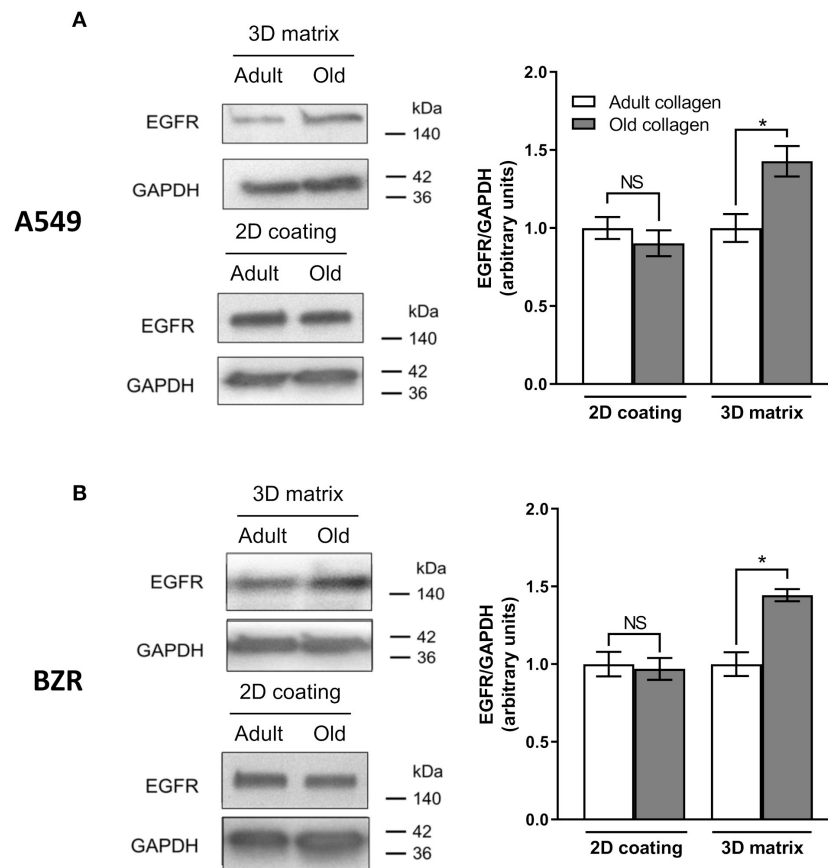 A
3D matrix
Adult Old
kDa
EGFR
140
GAPDH
42
36
A549
2D coating
Adult Old
kDa
EGFR
140
GAPDH
42
36
2.0
1.5
1.0
0.5
0.0
EGFR/GAPDH
(arbitrary units)
Adult collagen
Old collagen
NS
*
2D coating 3D matrix
B
3D matrix
Adult Old
kDa
EGFR
140
GAPDH
42
36
BZR
2D coating
Adult Old
kDa
EGFR
140
GAPDH
42
36
2.0
1.5
1.0
0.5
0.0
EGFR/GAPDH
(arbitrary units)
NS
*
2D coating 3D matrix